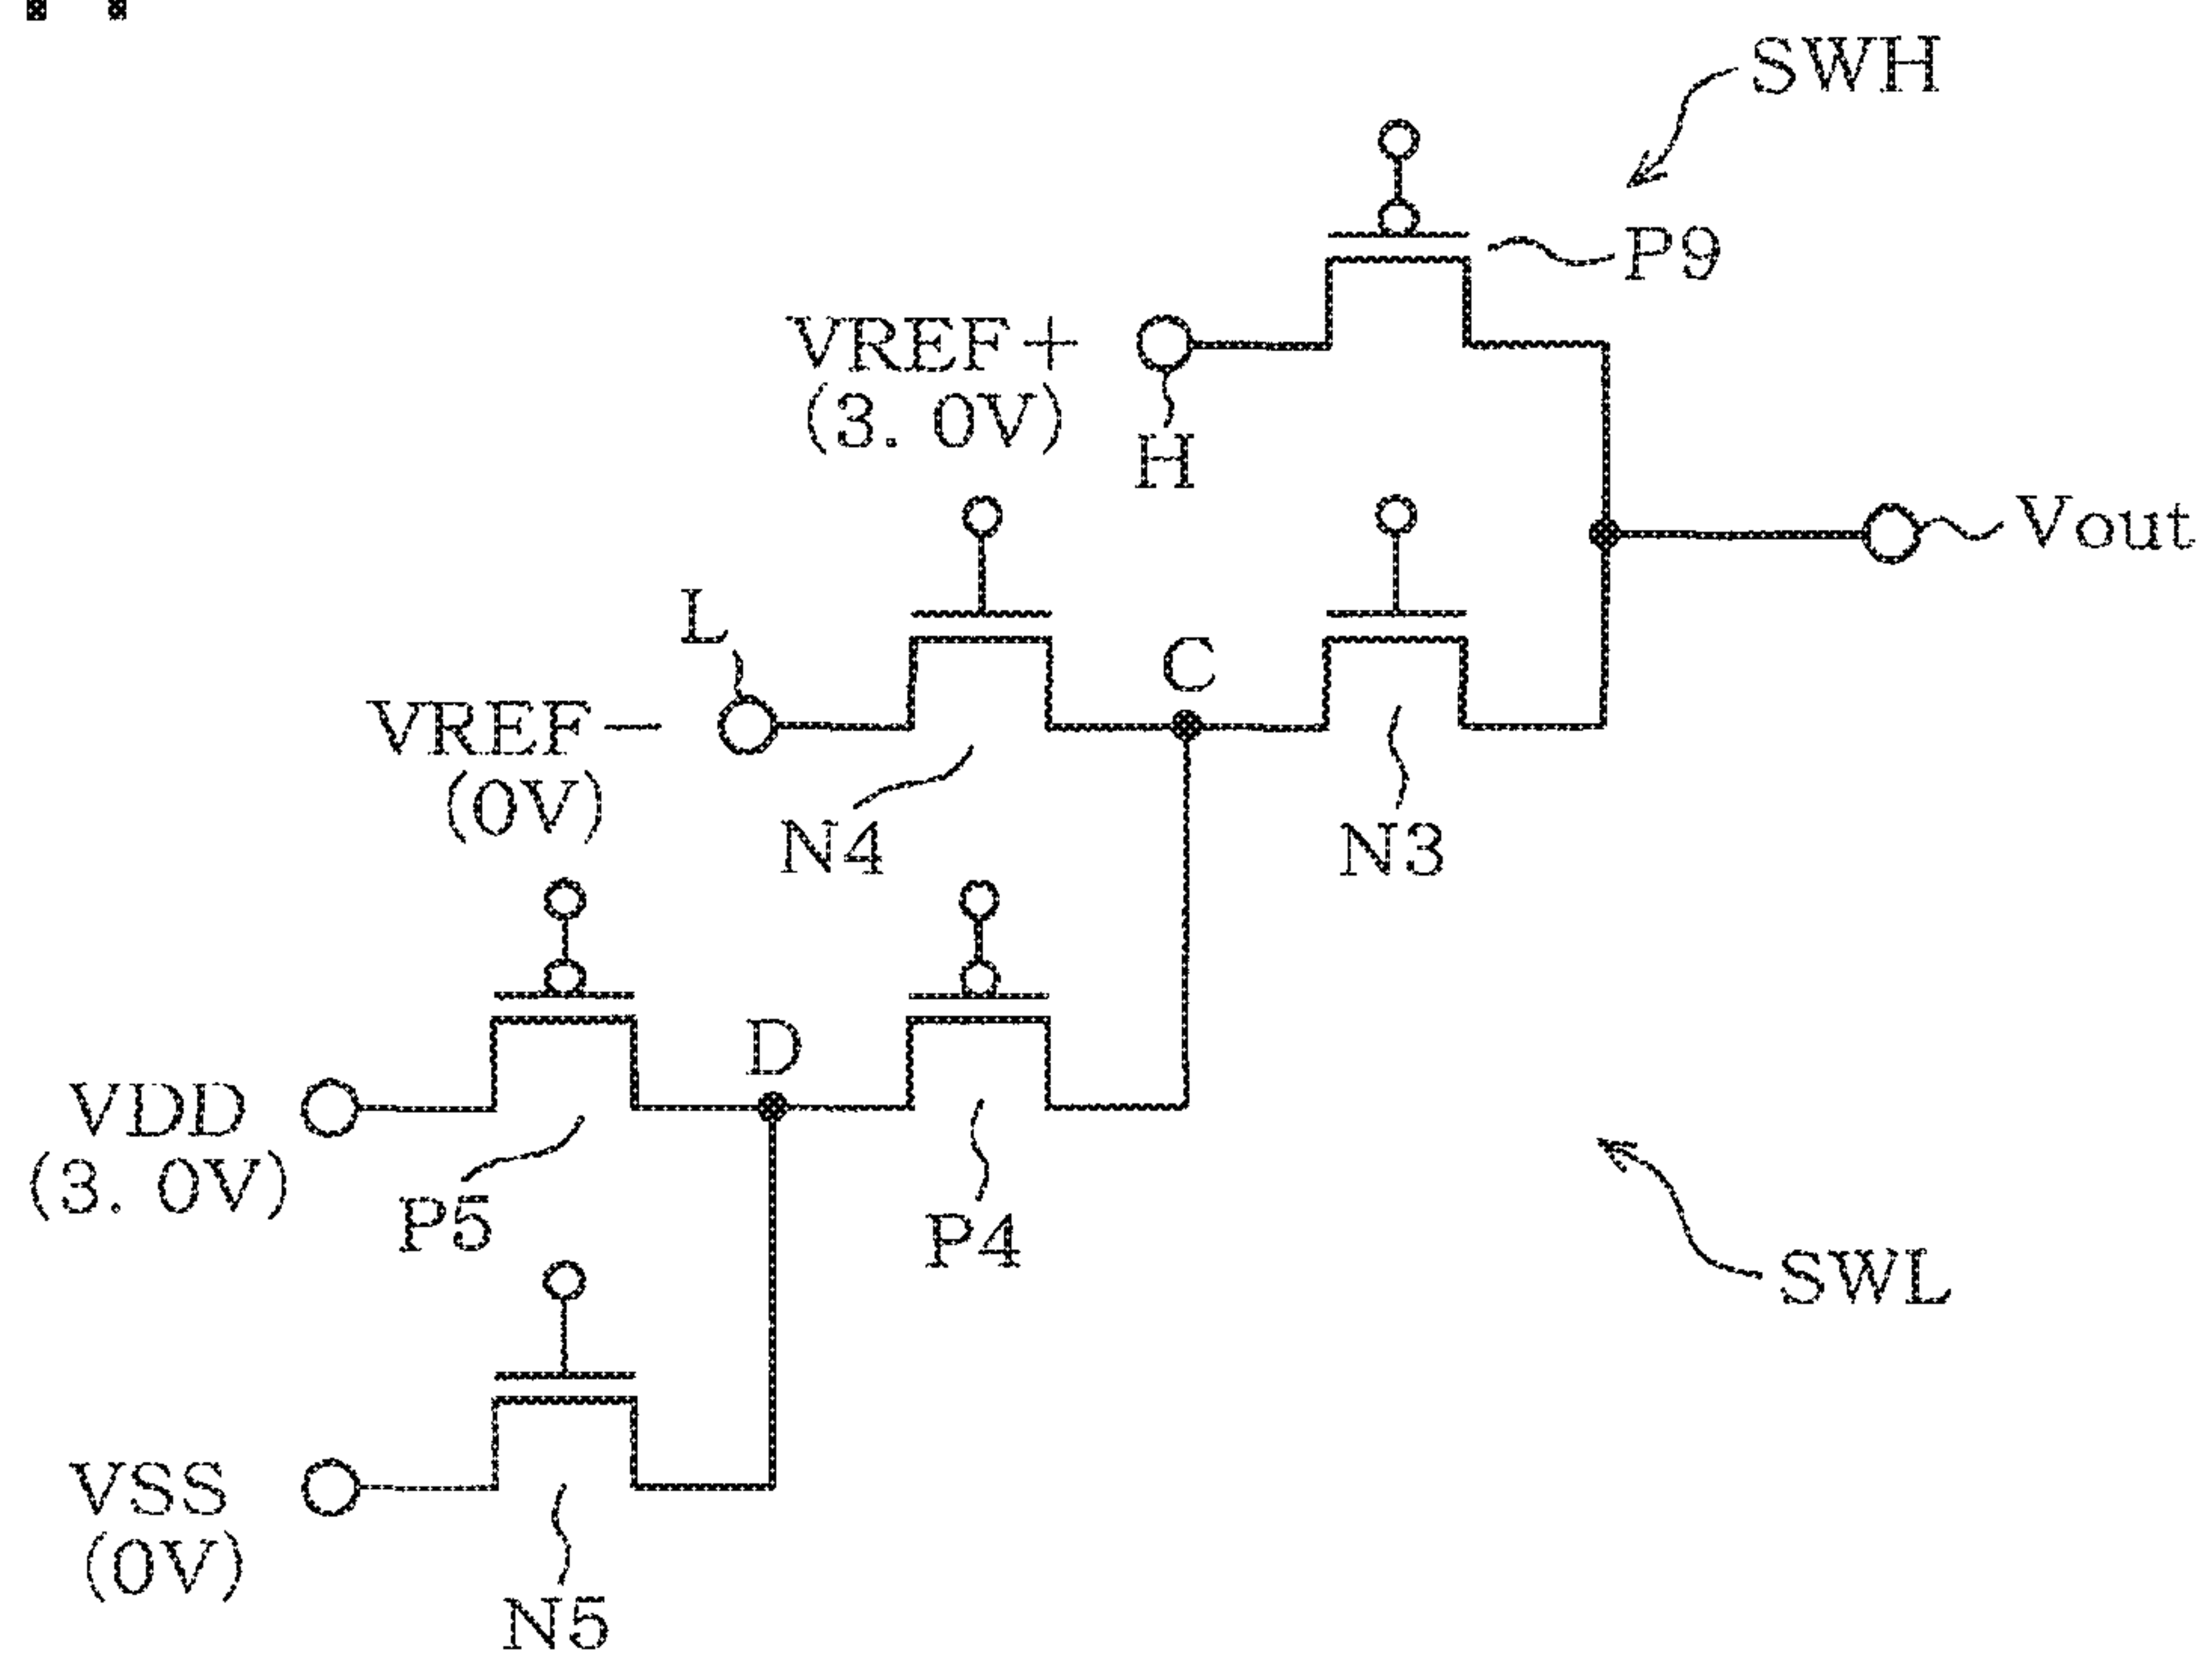 SWH
P9
VREF+
(3. 0V)
H
Vout
L
C
VREF−
(0V)
N4
N3
D
VDD
(3. 0V)
P5
P4
SWL
VSS
(0V)
N5